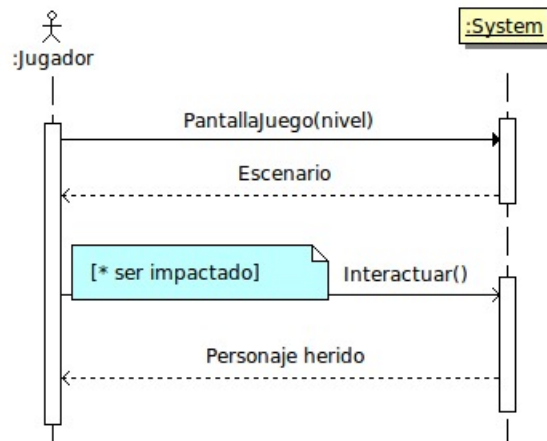 :Jugador
:System
PantallaJuego(nivel)
Escenario
[* ser impactado]
Interactuar()
Personaje herido